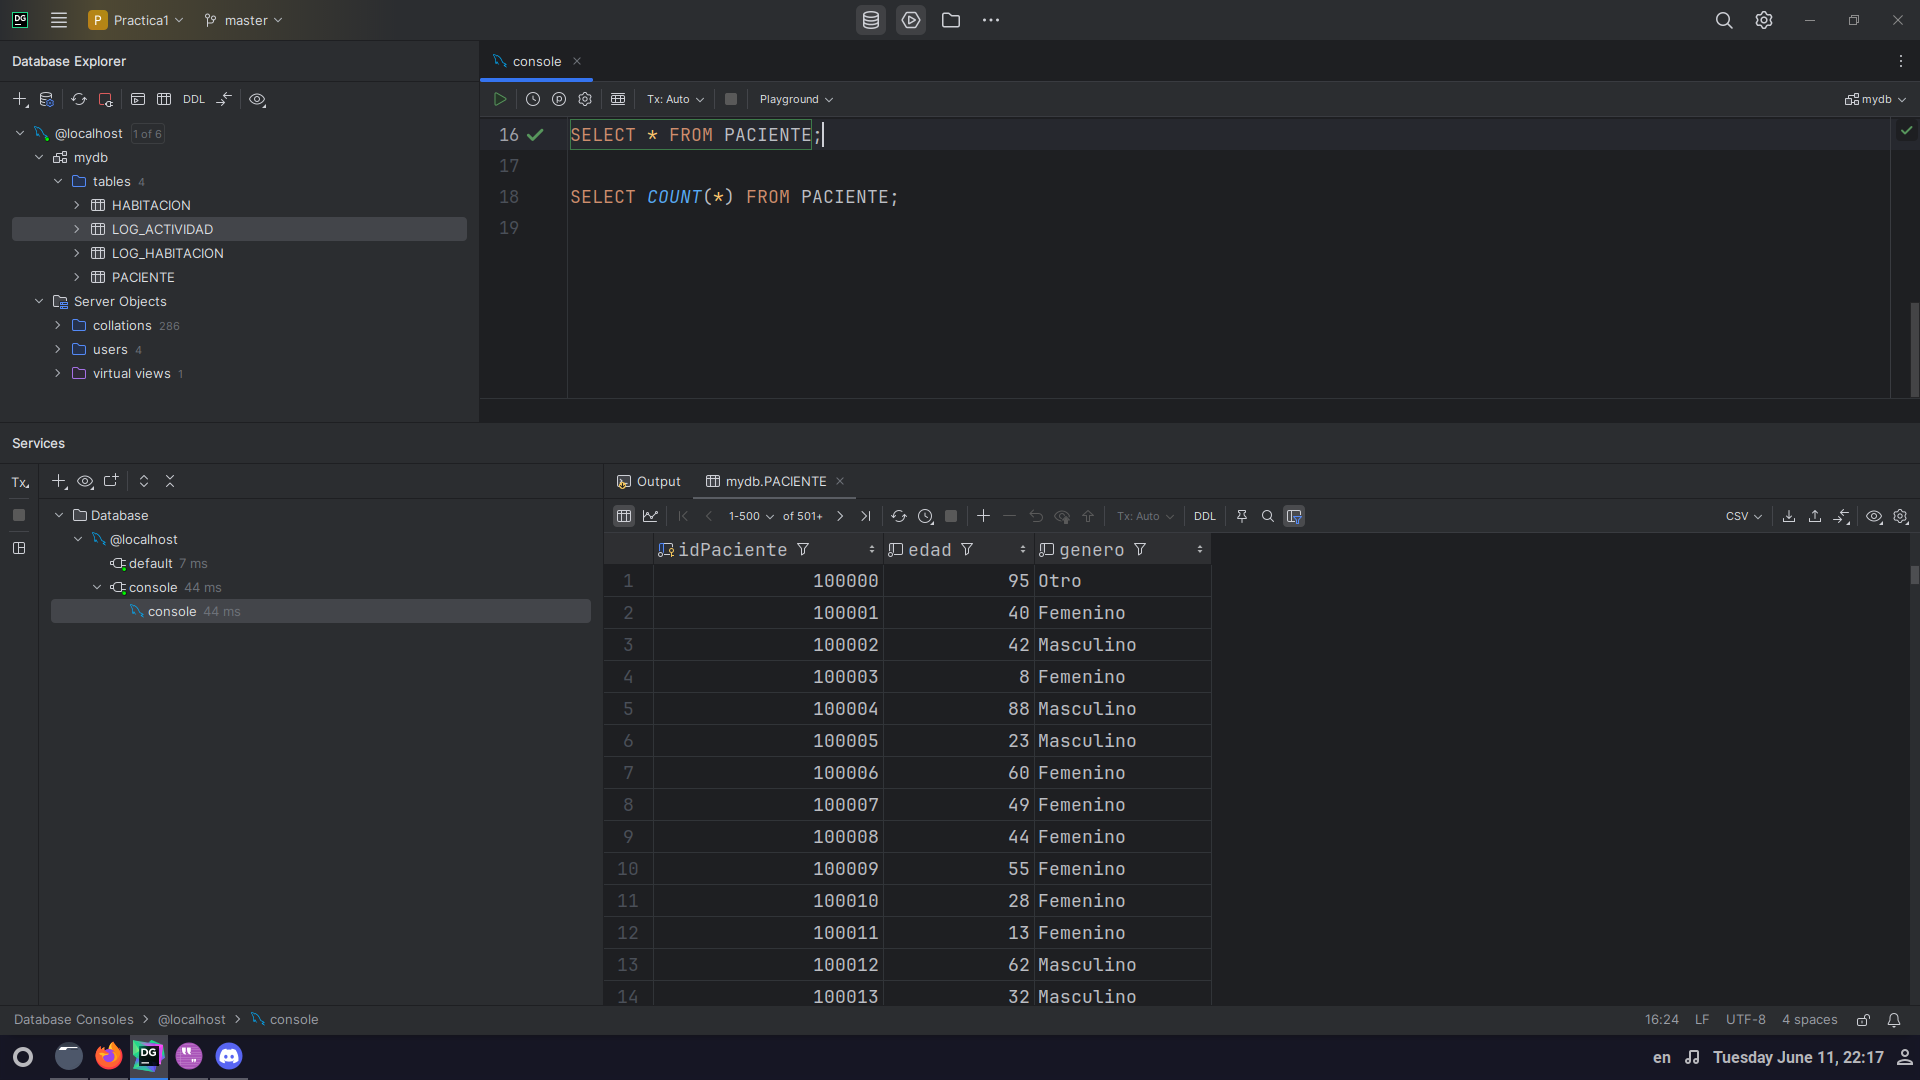 DG P Practica1 master
Database Explorer
console
DDL
Tx: Auto Playground mydb
@localhost 1 of 6
mydb
tables 4
HABITACION
LOG_ACTIVIDAD
LOG_HABITACION
PACIENTE
Server Objects
collations 286
users 4
virtual views 1
16 SELECT * FROM PACIENTE;
17
18 SELECT COUNT(*) FROM PACIENTE;
19
Services
Tx
Database
@localhost
default 7 ms
console 44 ms
console 44 ms
Output mydb.PACIENTE
1-500 of 501+ Tx: Auto DDL CSV
idPaciente edad genero
1 100000 95 Otro
2 100001 40 Femenino
3 100002 42 Masculino
4 100003 8 Femenino
5 100004 88 Masculino
6 100005 23 Masculino
7 100006 60 Femenino
8 100007 49 Femenino
9 100008 44 Femenino
10 100009 55 Femenino
11 100010 28 Femenino
12 100011 13 Femenino
13 100012 62 Masculino
14 100013 32 Masculino
Database Consoles > @localhost > console
16:24 LF UTF-8 4 spaces
DG
en Tuesday June 11, 22:17